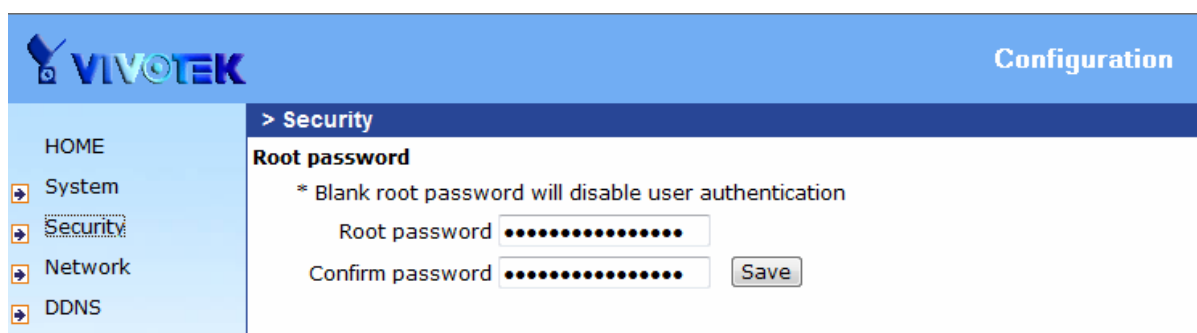 VIVOTEK
Configuration
> Security
HOME
System
Security
Network
DDNS
Root password
* Blank root password will disable user authentication
Root password ••••••••••••••••
Confirm password •••••••••••••••• Save